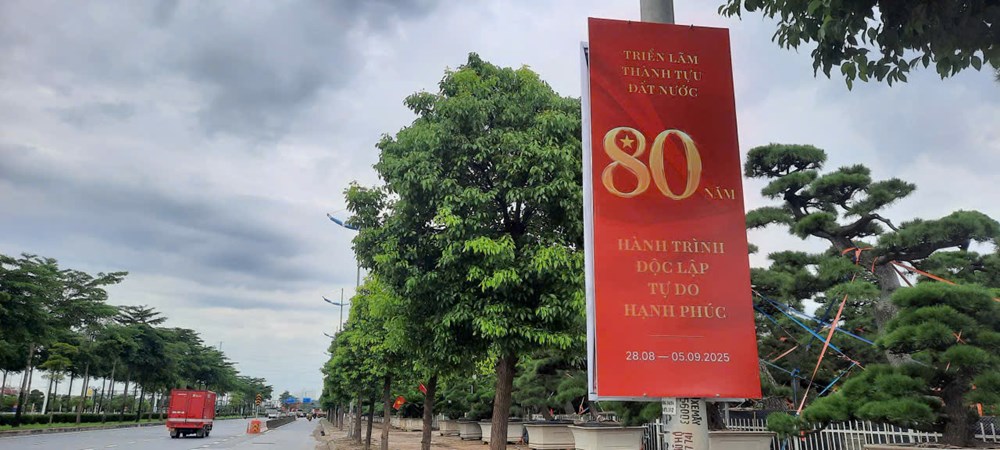 TRIỂN LÃM
THÀNH TỰU
ĐẤT NƯỚC
80 NĂM
HÀNH TRÌNH
ĐỘC LẬP
TỰ DO
HẠNH PHÚC
28.08 — 05.09.2025